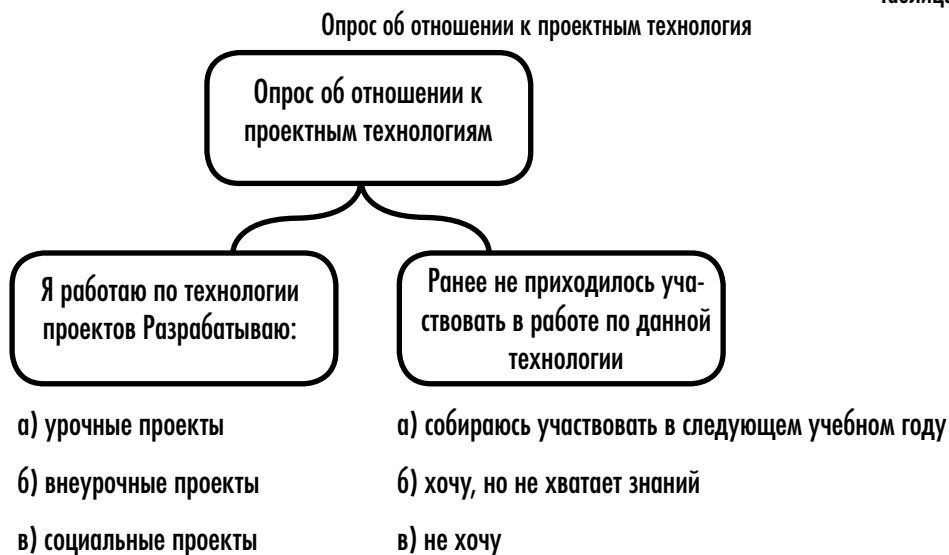 Опрос об отношении к проектным технология
Опрос об отношении к
проектным технологиям
Я работаю по технологии
проектов Разрабатываю:
Ранее не приходилось уча-
ствовать в работе по данной
технологии
а) урочные проекты
б) внеурочные проекты
в) социальные проекты
а) собираюсь участвовать в следующем учебном году
б) хочу, но не хватает знаний
в) не хочу